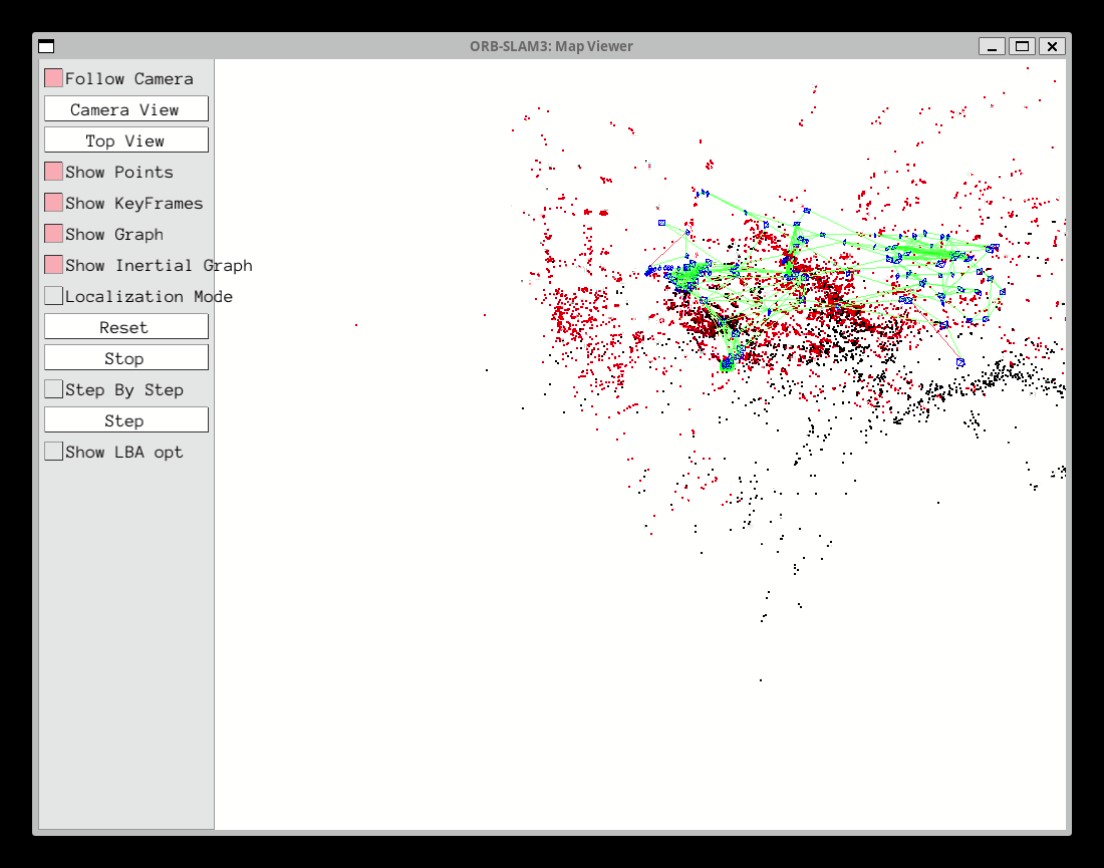 ORB-SLAM3: Map Viewer
Follow Camera
Camera View
Top View
Show Points
Show KeyFrames
Show Graph
Show Inertial Graph
Localization Mode
Reset
Stop
Step By Step
Step
Show LBA opt